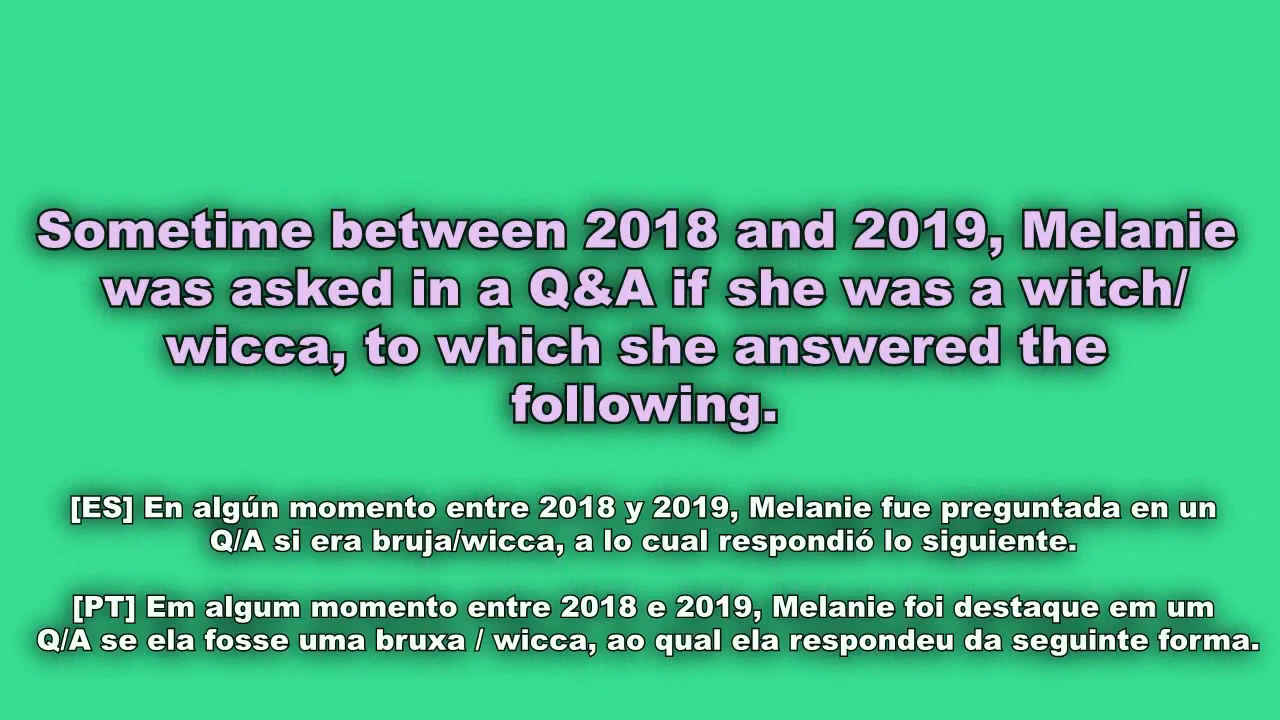 Sometime between 2018 and 2019, Melanie
was asked in a Q&A if she was a witch/
wicca, to which she answered the
following.
[ES] En algún momento entre 2018 y 2019, Melanie fue preguntada en un
Q/A si era bruja/wicca, a lo cual respondió lo siguiente.
[PT] Em algum momento entre 2018 e 2019, Melanie foi destaque em um
Q/A se ela fosse uma bruxa / wicca, ao qual ela respondeu da seguinte forma.